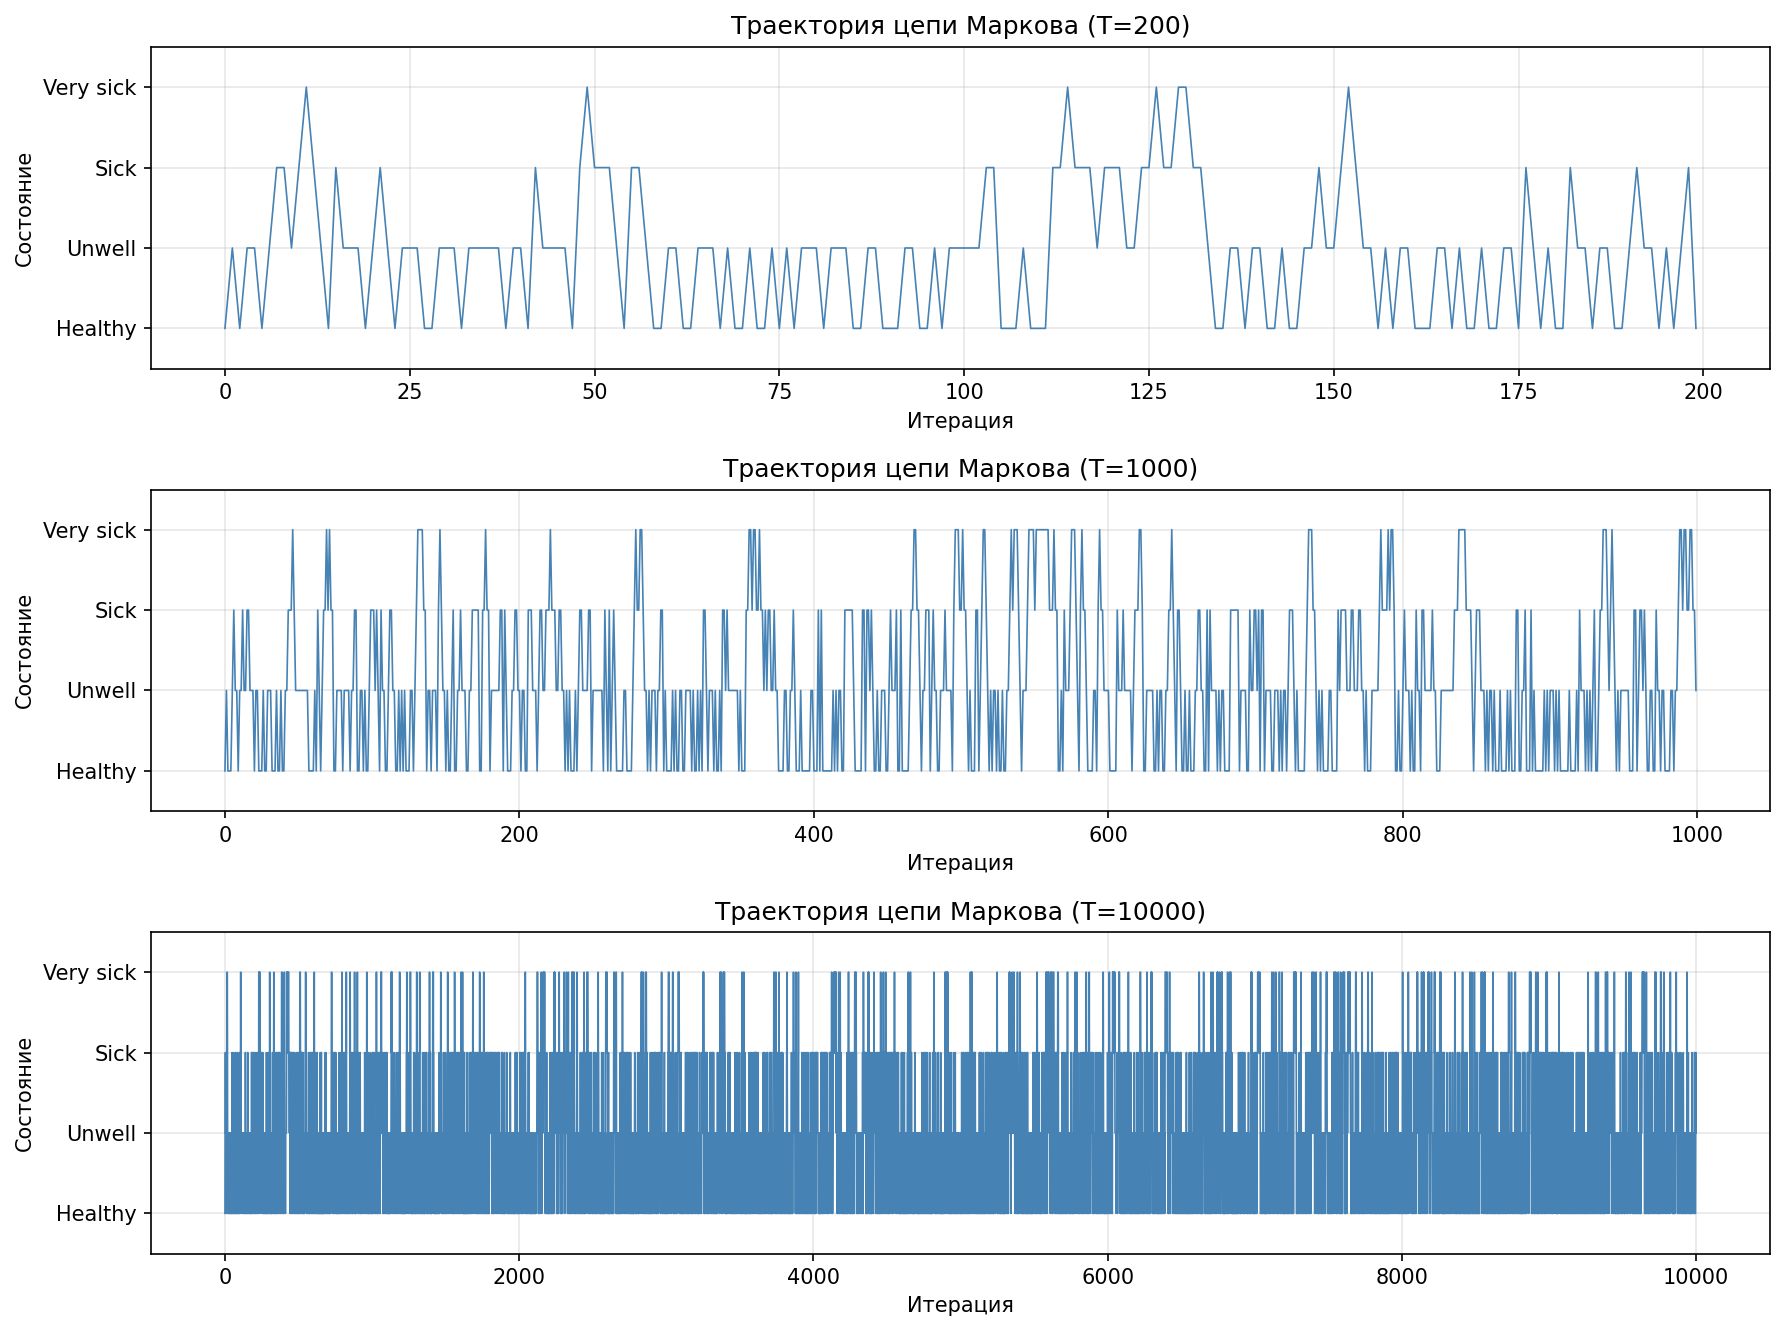 Траектория цепи Маркова (T=200)
Состояние
Very sick
Sick
Unwell
Healthy
0 25 50 75 100 125 150 175 200
Итерация
Траектория цепи Маркова (T=1000)
Состояние
Very sick
Sick
Unwell
Healthy
0 200 400 600 800 1000
Итерация
Траектория цепи Маркова (T=10000)
Состояние
Very sick
Sick
Unwell
Healthy
0 2000 4000 6000 8000 10000
Итерация